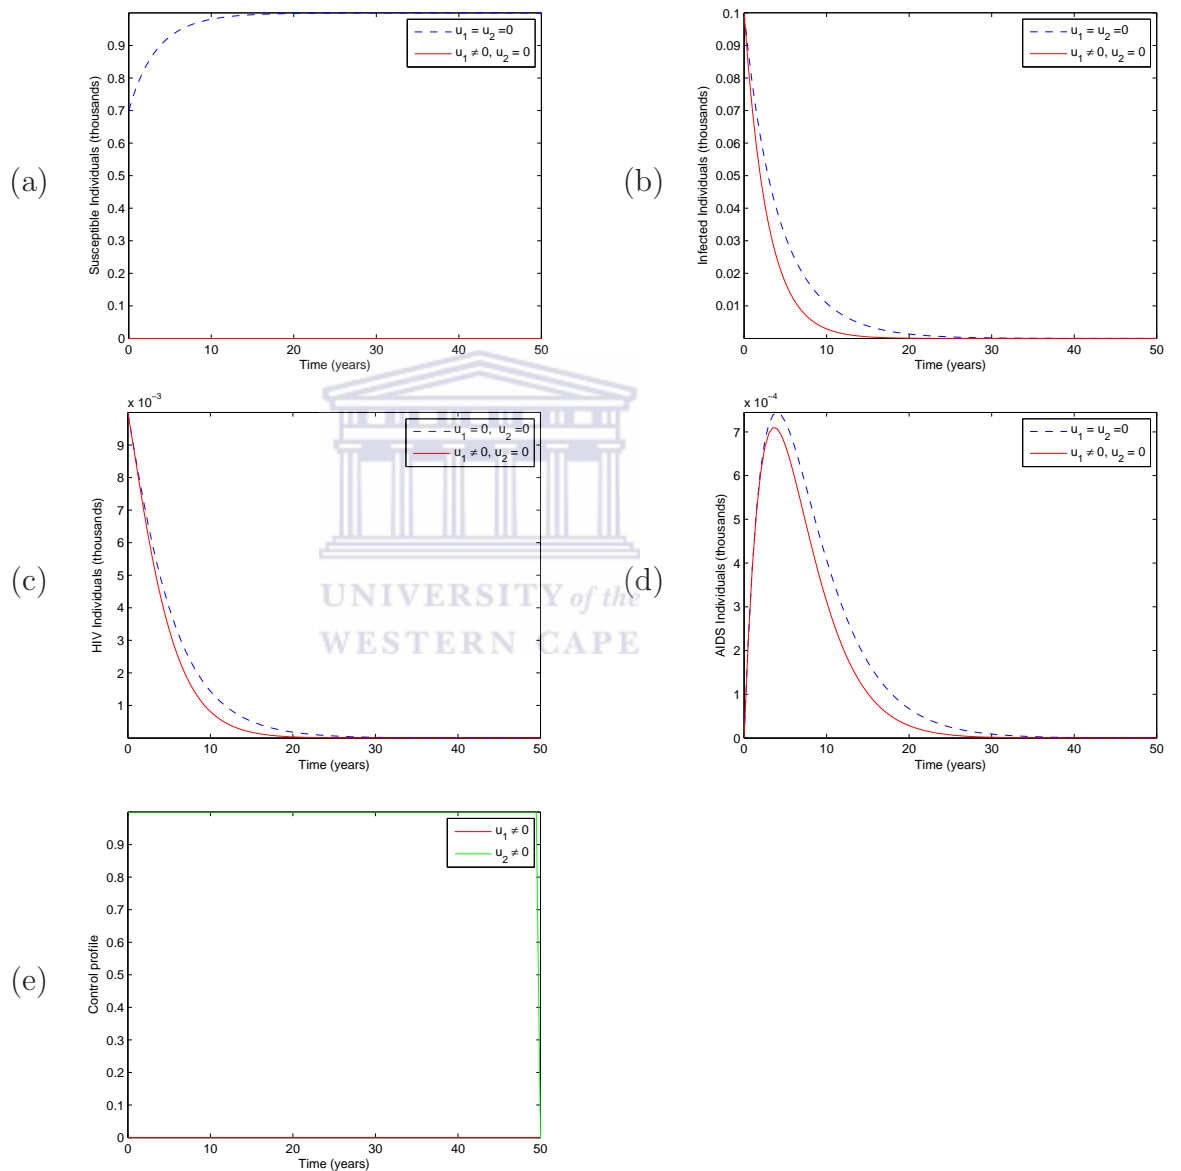 (a)
Susceptible Individuals (thousands)
0.9
0.8
0.7
0.6
0.5
0.4
0.3
0.2
0.1
0
0 10 20 30 40 50
Time (years)
u1 = u2 =0
u1 ≠ 0, u2 = 0
(b)
Infected Individuals (thousands)
0.1
0.09
0.08
0.07
0.06
0.05
0.04
0.03
0.02
0.01
0 10 20 30 40 50
Time (years)
u1 = u2 =0
u1 ≠ 0, u2 = 0
(c)
HIV Individuals (thousands)
x 10−3
9
8
7
6
5
4
3
2
1
0 10 20 30 40 50
Time (years)
u1 = 0, u2 =0
u1 ≠ 0, u2 = 0
UNIVERSITY of the
WESTERN CAPE
(d)
AIDS Individuals (thousands)
x 10−4
7
6
5
4
3
2
1
0
0 10 20 30 40 50
Time (years)
u1 = u2 =0
u1 ≠ 0, u2 = 0
(e)
Control profile
0.9
0.8
0.7
0.6
0.5
0.4
0.3
0.2
0.1
0
0 10 20 30 40 50
Time (years)
u1 ≠ 0
u2 ≠ 0